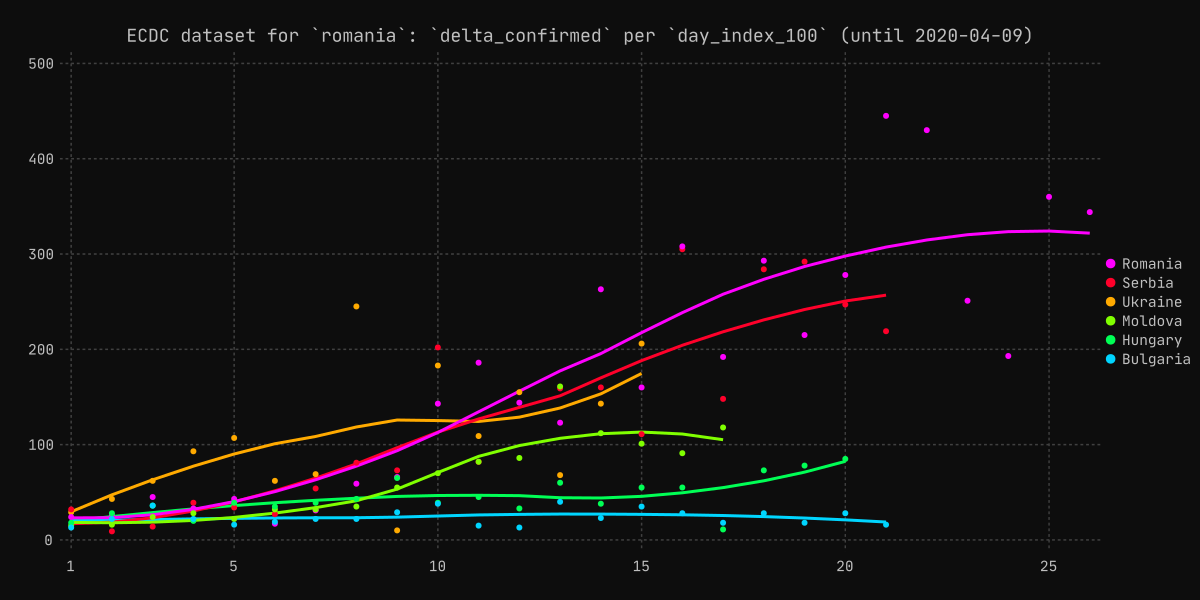 ECDC dataset for `romania`: `delta_confirmed` per `day_index_100` (until 2020-04-09)
500
400
300
200
100
0
1 5 10 15 20 25
Romania
Serbia
Ukraine
Moldova
Hungary
Bulgaria